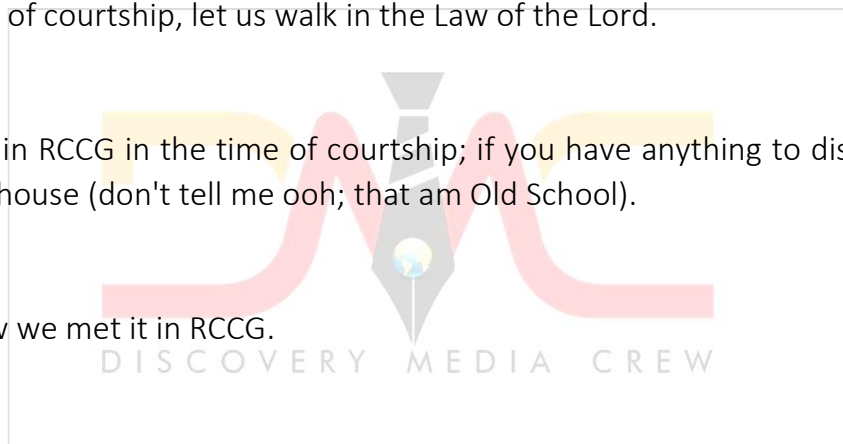 of courtship, let us walk in the Law of the Lord.
in RCCG in the time of courtship; if you have anything to
house (don't tell me ooh; that am Old School).
we met it in RCCG.
DISCOVERY MEDIA CREW